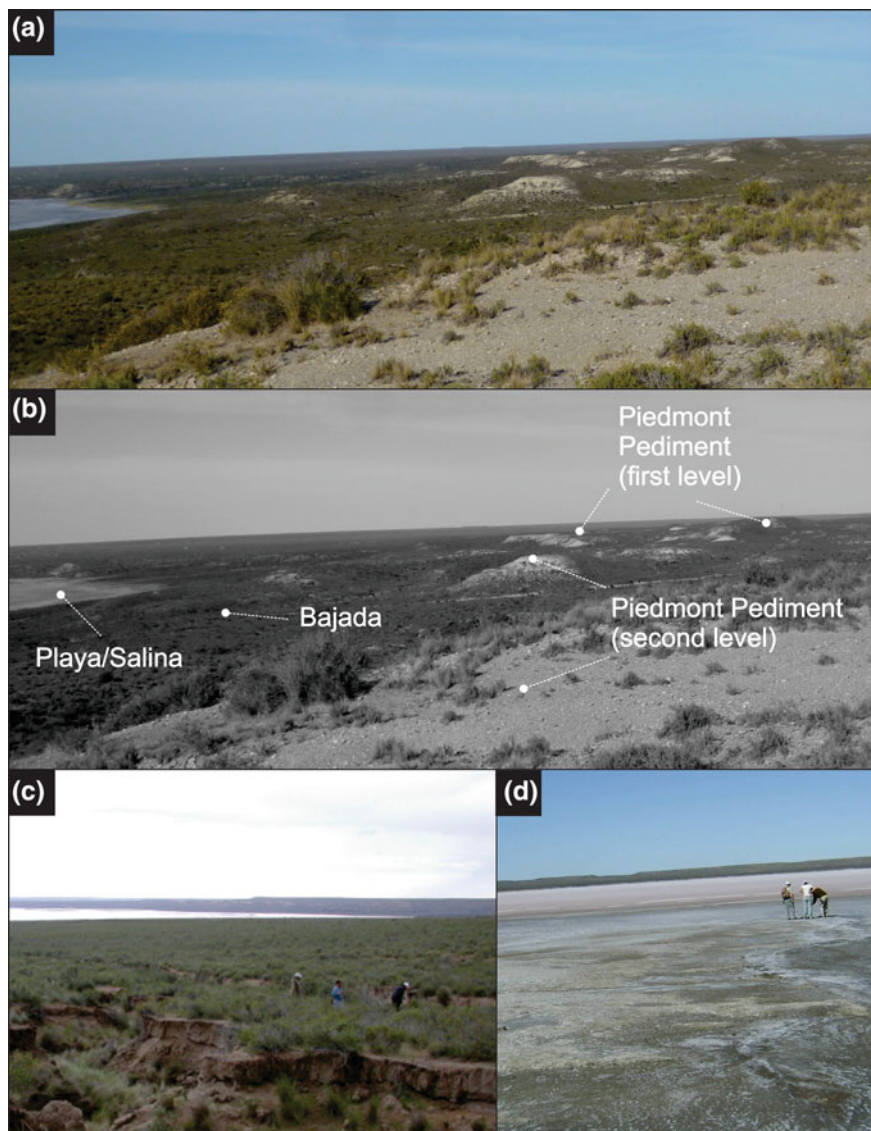 (a)
(b)
Piedmont
Pediment
(first level)
Bajada
Piedmont Pediment
(second level)
Playa/Salina
(c)
(d)